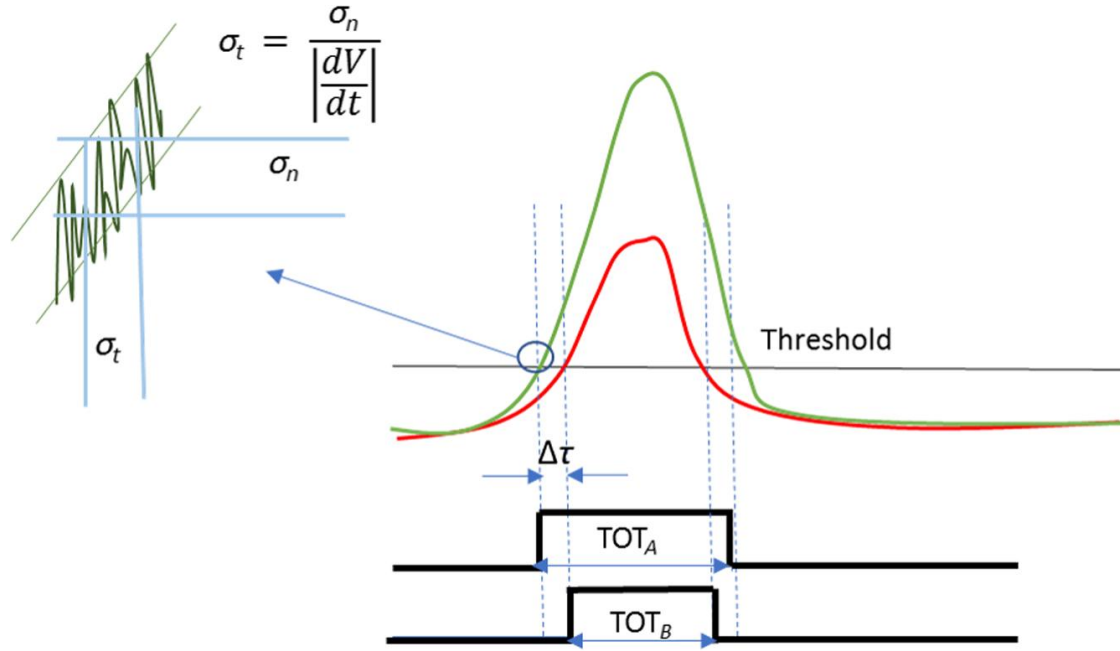 σt = σn / |dV/dt|
σn
σt
Threshold
Δτ
TOTA
TOTB